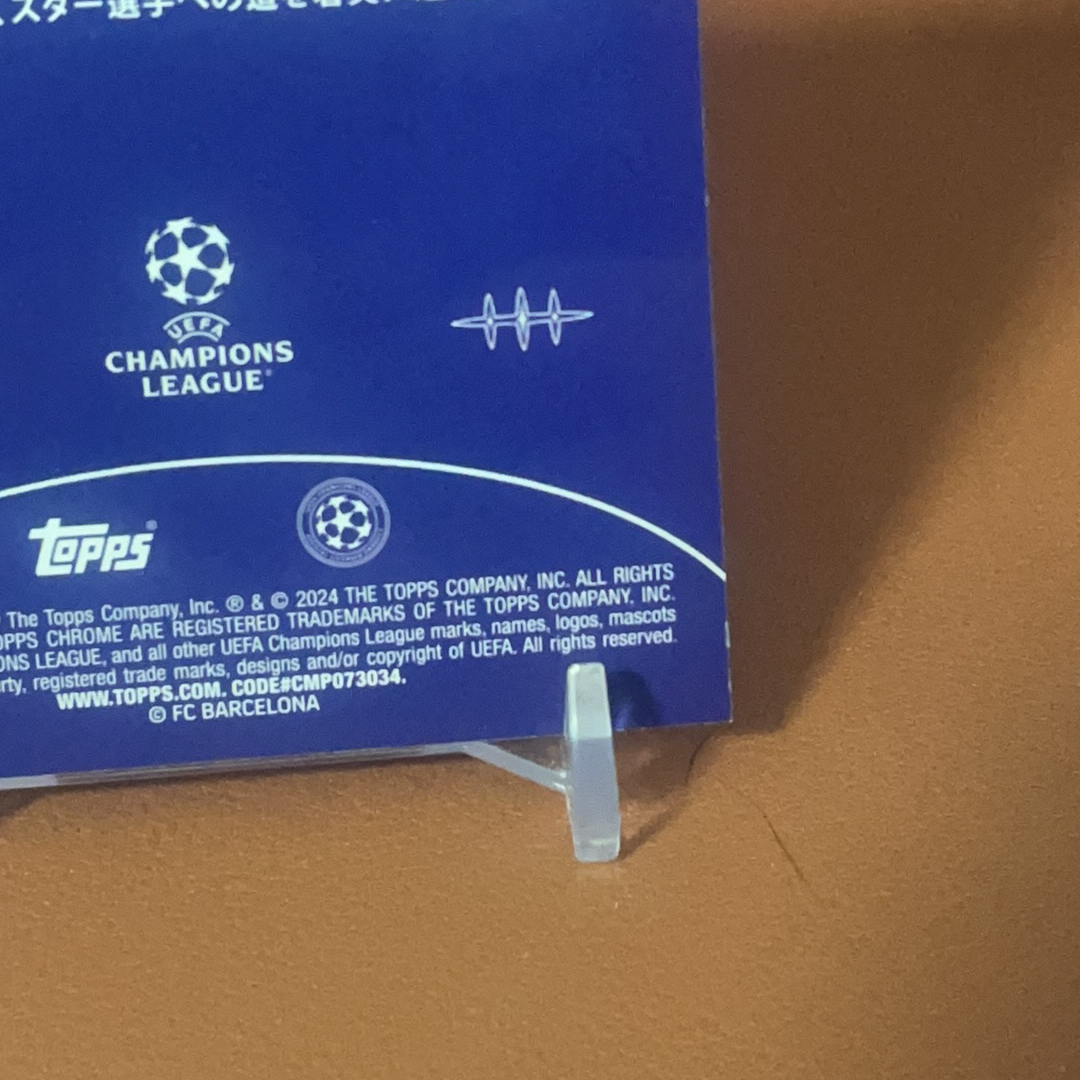 スター選手への道を着実に
UEFA
CHAMPIONS
LEAGUE®
TOPPS®
The Topps Company, Inc. ® & © 2024 THE TOPPS COMPANY, INC. ALL RIGHTS
OPPS CHROME ARE REGISTERED TRADEMARKS OF THE TOPPS COMPANY, INC.
ONS LEAGUE, and all other UEFA Champions League marks, names, logos, mascots
rty, registered trade marks, designs and/or copyright of UEFA. All rights reserved.
WWW.TOPPS.COM. CODE#CMP073034.
© FC BARCELONA